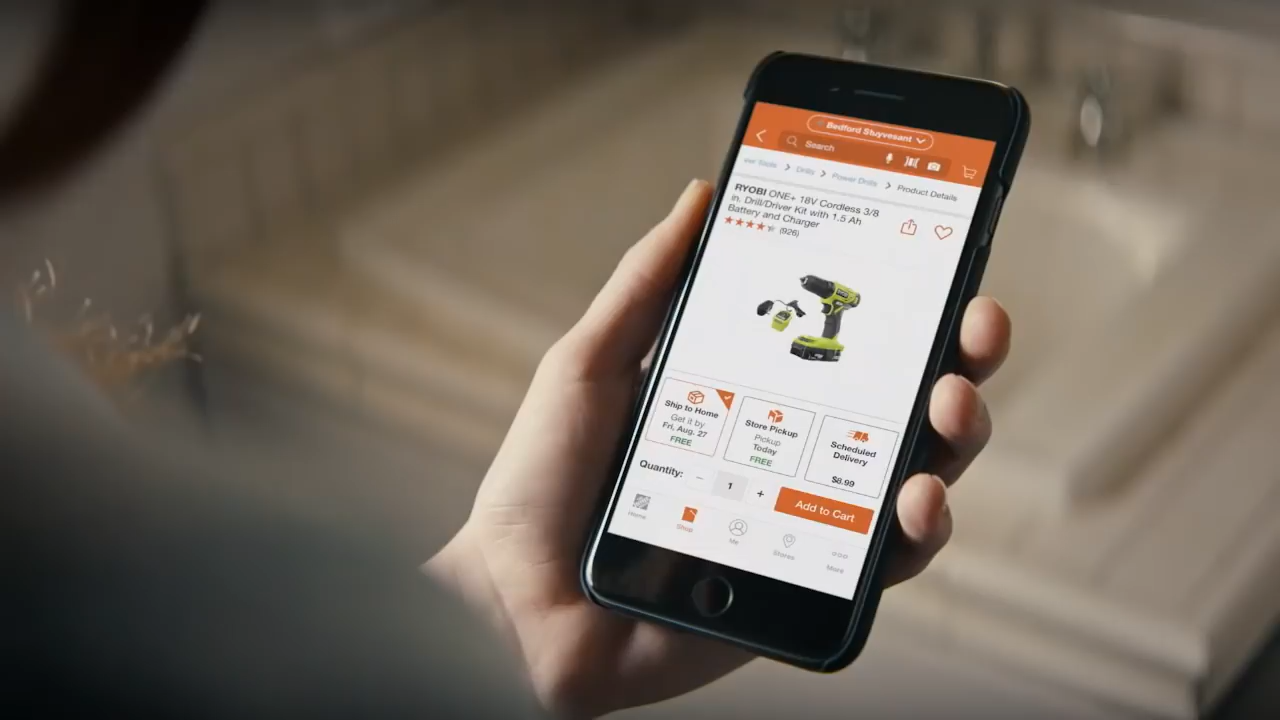 Bedford Stuyvesant
Search
Drills > Power Drills > Product Details
RYOBI ONE+ 18V Cordless 3/8
in. Drill/Driver Kit with 1.5 Ah
Battery and Charger
(926)
Ship to Home
Get it by
Fri, Aug. 27
FREE
Store Pickup
Pickup
Today
FREE
Scheduled
Delivery
$8.99
Quantity:
− 1 +
Add to Cart
Home
Shop
Me
Stores
More